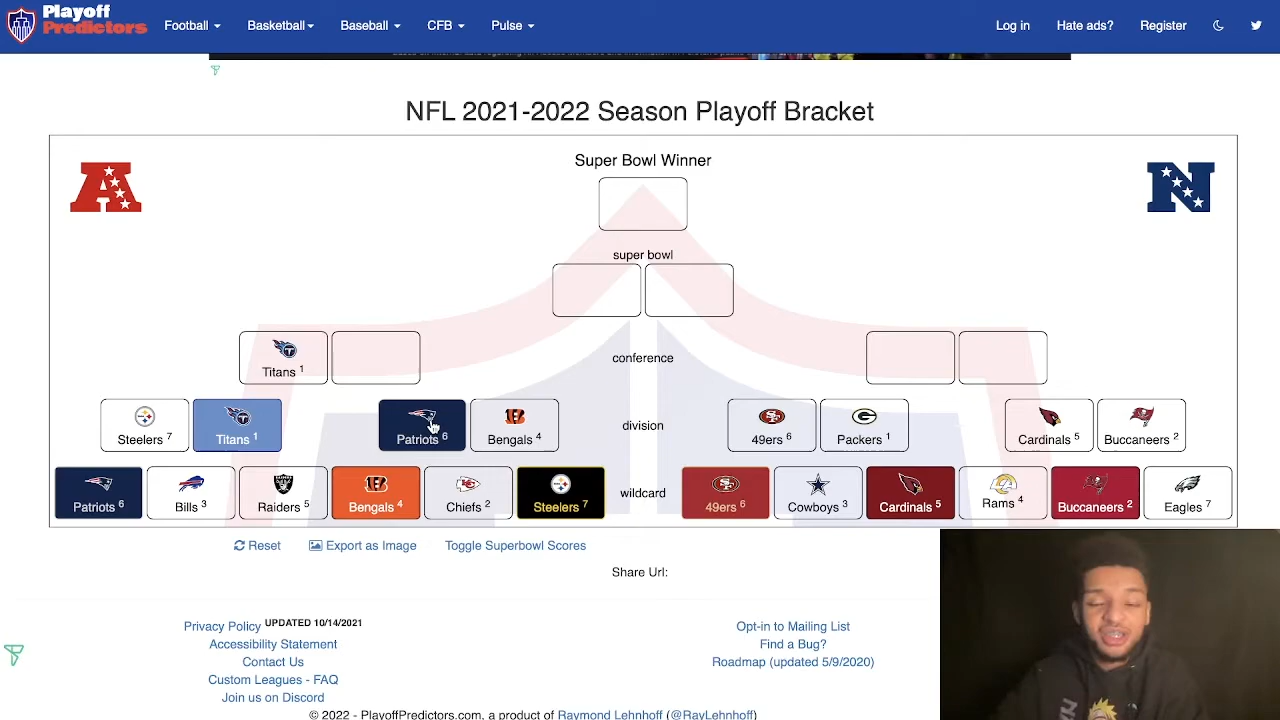 Playoff
Predictors
Football
Basketball
Baseball
CFB
Pulse
Log in
Hate ads?
Register
NFL 2021-2022 Season Playoff Bracket
Super Bowl Winner
super bowl
Titans 1
conference
Steelers 7
Titans 1
Patriots 6
Bengals 4
division
49ers 6
Packers 1
Cardinals 5
Buccaneers 2
Patriots 6
Bills 3
Raiders 5
Bengals 4
Chiefs 2
Steelers 7
wildcard
49ers 6
Cowboys 3
Cardinals 5
Rams 4
Buccaneers 2
Eagles 7
Reset
Export as Image
Toggle Superbowl Scores
Share Url:
Privacy Policy UPDATED 10/14/2021
Accessibility Statement
Contact Us
Custom Leagues - FAQ
Join us on Discord
Opt-in to Mailing List
Find a Bug?
Roadmap (updated 5/9/2020)
© 2022 - PlayoffPredictors.com, a product of Raymond Lehnhoff (@RayLehnhoff)